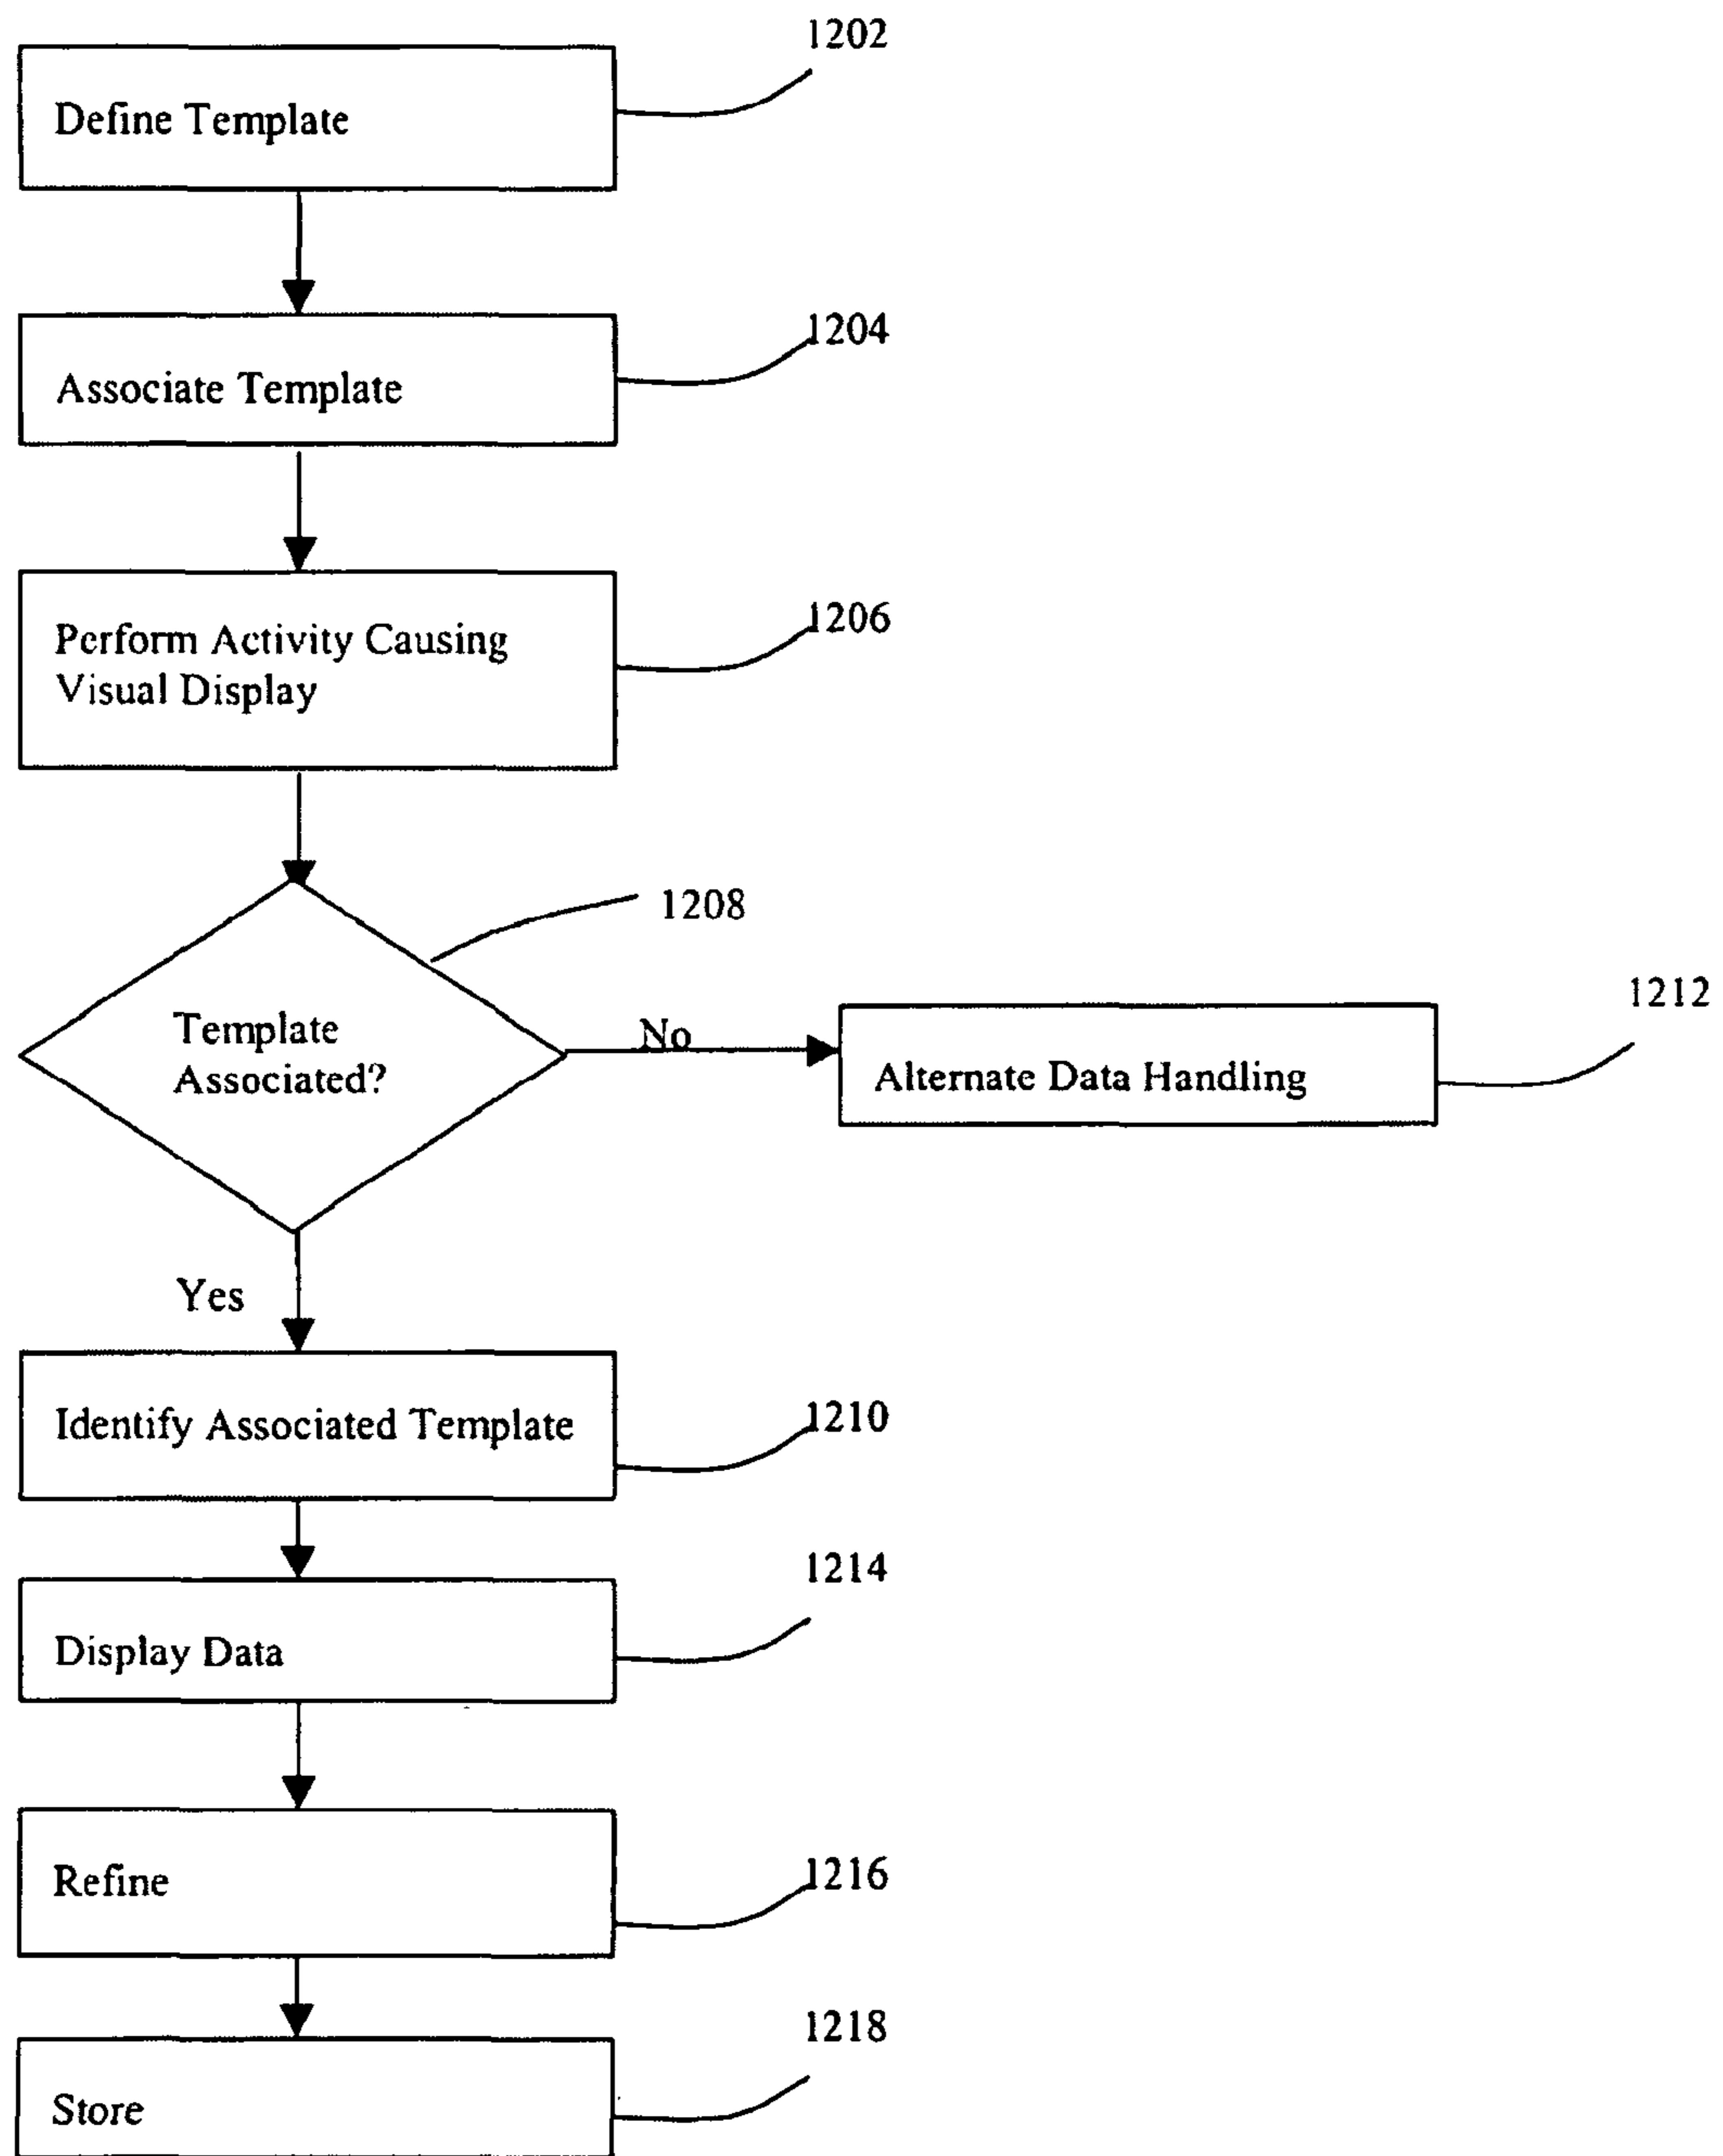 1202
Define Template
1204
Associate Template
1206
Perform Activity Causing
Visual Display
1208
Template
Associated?
No
1212
Alternate Data Handling
Yes
Identify Associated Template
1210
1214
Display Data
Refine
1216
1218
Store